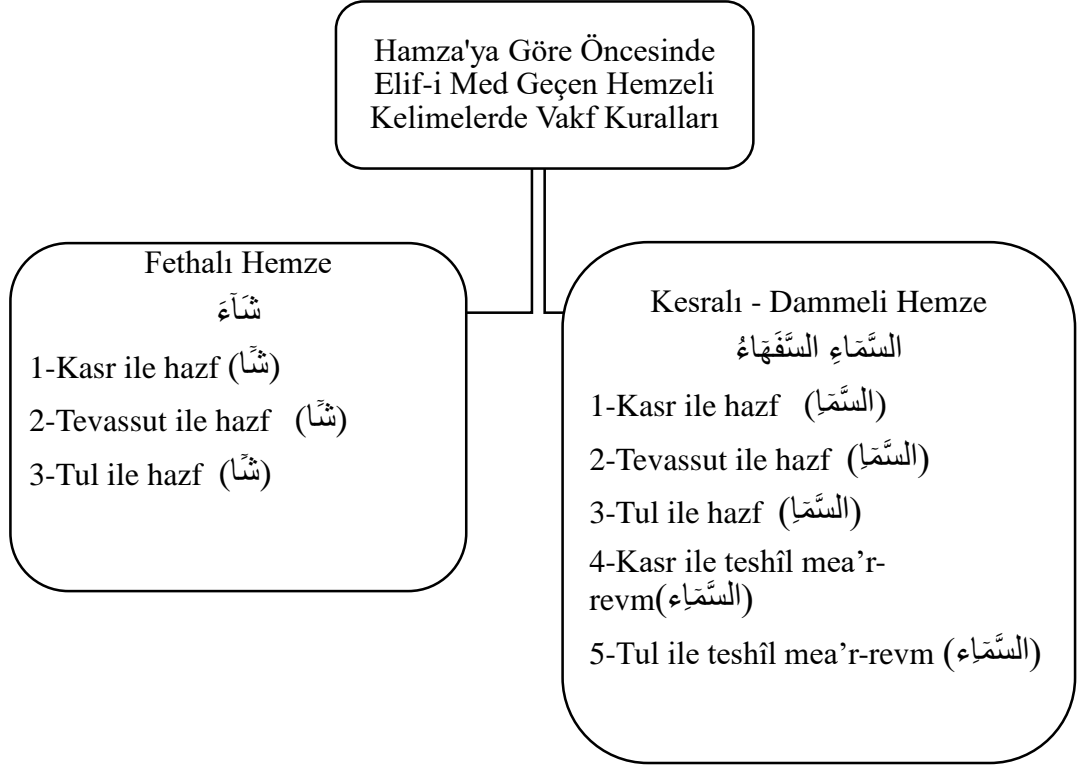 Hamza'ya Göre Öncesinde
Elif-i Med Geçen Hemzeli
Kelimelerde Vakf Kuralları
Fethalı Hemze
شَآءَ
1-Kasr ile hazf (شَٓا)
2-Tevassut ile hazf (شَٓا)
3-Tul ile hazf (شَٓا)
Kesralı - Dammeli Hemze
السَّمَاءِ السَّفَهَاءُ
1-Kasr ile hazf (السَّمَاِ)
2-Tevassut ile hazf (السَّمَاِ)
3-Tul ile hazf (السَّمَاِ)
4-Kasr ile teshîl mea’r-
revm(السَّمَاِء)
5-Tul ile teshîl mea’r-revm (السَّمَاِء)